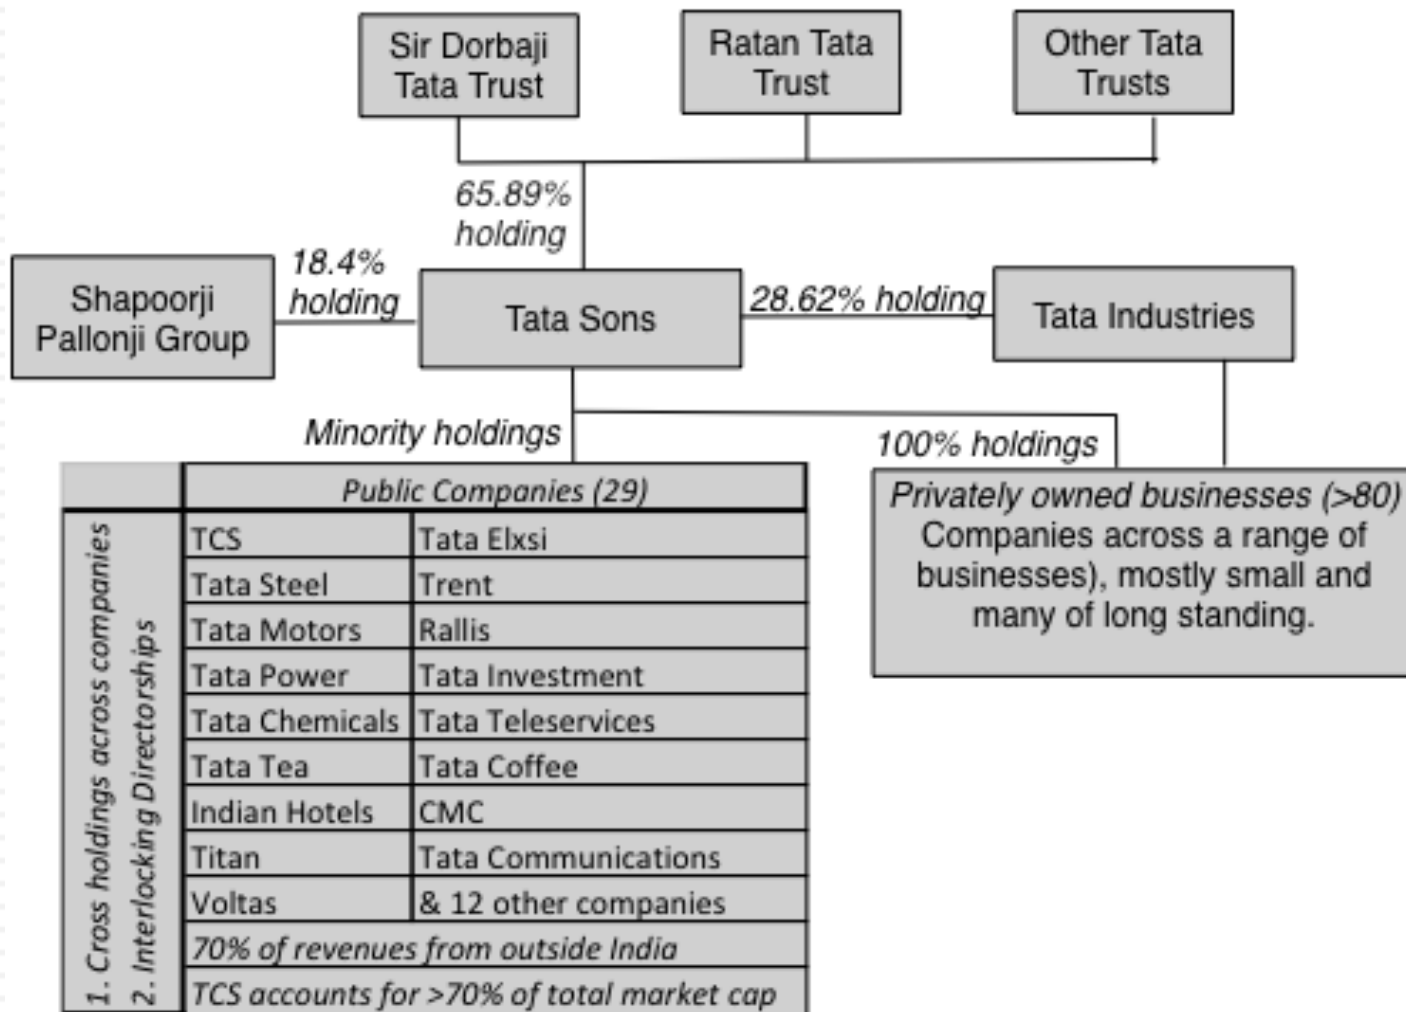 Sir Dorbaji
Tata Trust
Ratan Tata
Trust
Other Tata
Trusts
65.89%
holding
Shapoorji
Pallonji Group
18.4%
holding
Tata Sons
28.62% holding
Tata Industries
Minority holdings
100% holdings
Public Companies (29)
1. Cross holdings across companies
2. Interlocking Directorships
TCS Tata Elxsi
Tata Steel Trent
Tata Motors Rallis
Tata Power Tata Investment
Tata Chemicals Tata Teleservices
Tata Tea Tata Coffee
Indian Hotels CMC
Titan Tata Communications
Voltas & 12 other companies
70% of revenues from outside India
TCS accounts for >70% of total market cap
Privately owned businesses (>80)
Companies across a range of
businesses), mostly small and
many of long standing.